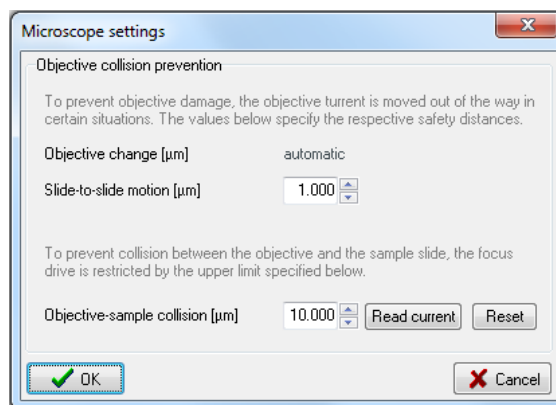 Microscope settings
Objective collision prevention
To prevent objective damage, the objective turrent is moved out of the way in
certain situations. The values below specify the respective safety distances.
Objective change [µm] automatic
Slide-to-slide motion [µm] 1.000
To prevent collision between the objective and the sample slide, the focus
drive is restricted by the upper limit specified below.
Objective-sample collision [µm] 10.000 Read current Reset
OK Cancel